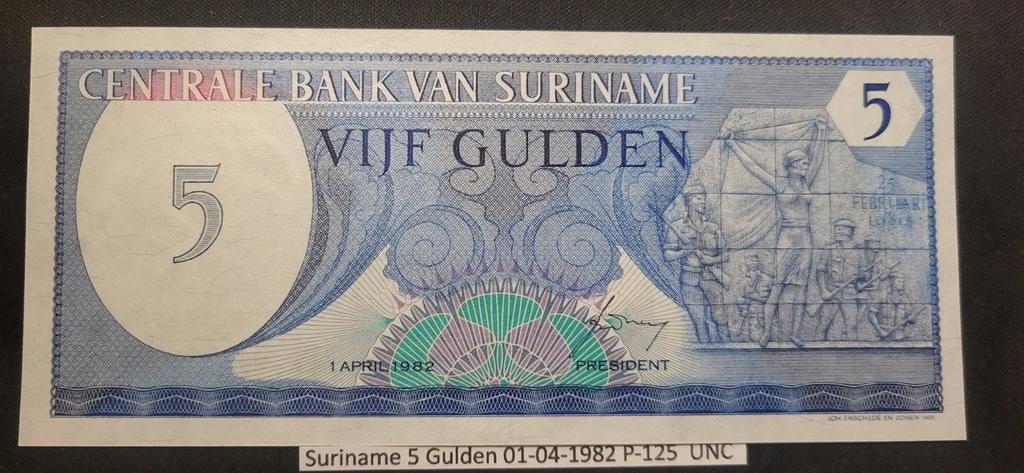 CENTRALE BANK VAN SURINAME
5
VIJF GULDEN
5
25
FEBRUARI
1980
1 APRIL 1982
PRESIDENT
JOH. ENSCHEDE EN ZONEN IMP.
Suriname 5 Gulden 01-04-1982 P-125 UNC